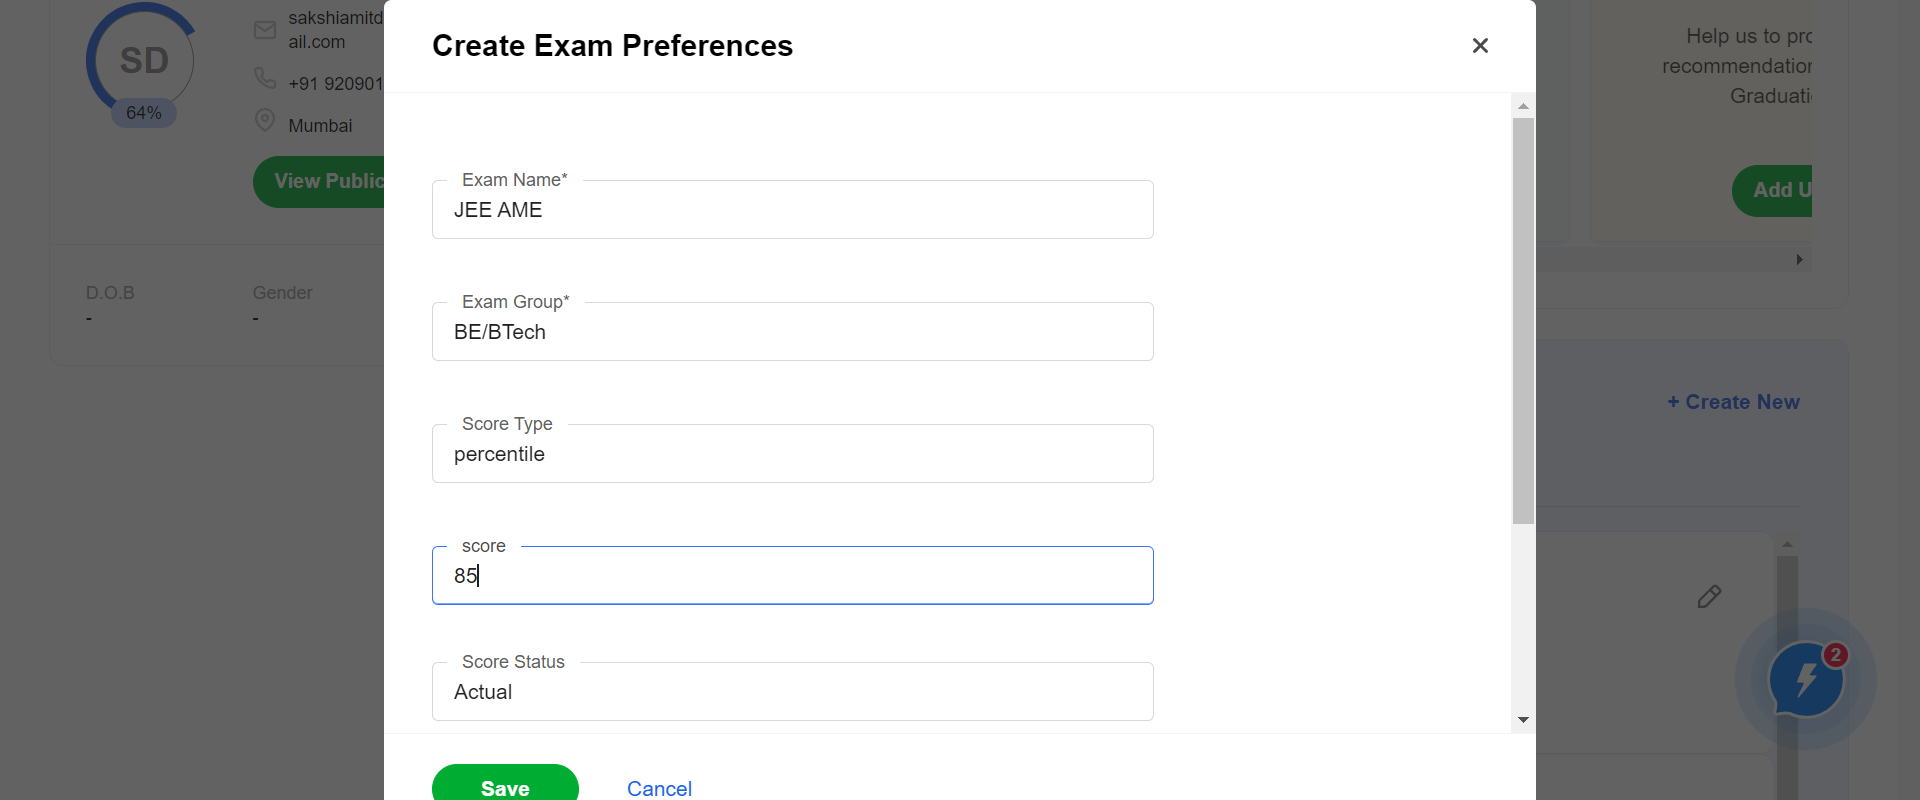 SD
64%
sakshiamitd
ail.com
+91 920901
Mumbai
View Public
D.O.B
-
Gender
-
Create Exam Preferences
Exam Name*
JEE AME
Exam Group*
BE/BTech
Score Type
percentile
score
85
Score Status
Actual
Save
Cancel
Help us to pro
recommendation
Graduati
Add U
+ Create New
2